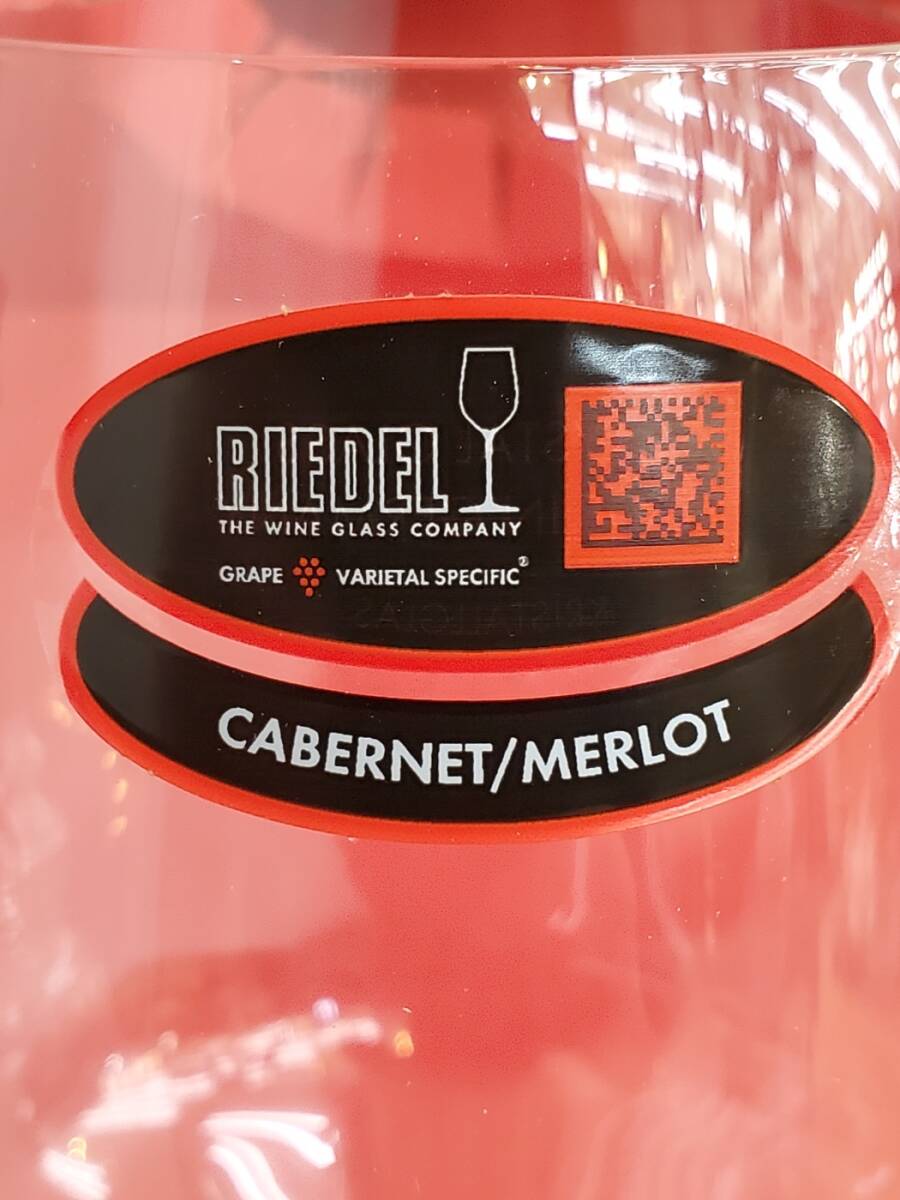 RIEDEL
THE WINE GLASS COMPANY
GRAPE VARIETAL SPECIFIC®
CABERNET/MERLOT